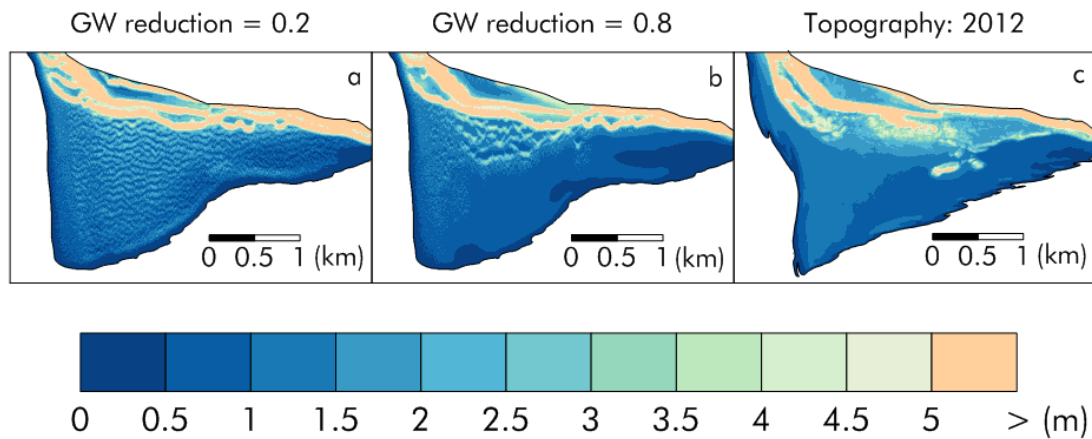 GW reduction = 0.2 GW reduction = 0.8 Topography: 2012
a b c
0 0.5 1 (km) 0 0.5 1 (km) 0 0.5 1 (km)
0 0.5 1 1.5 2 2.5 3 3.5 4 4.5 5 > (m)